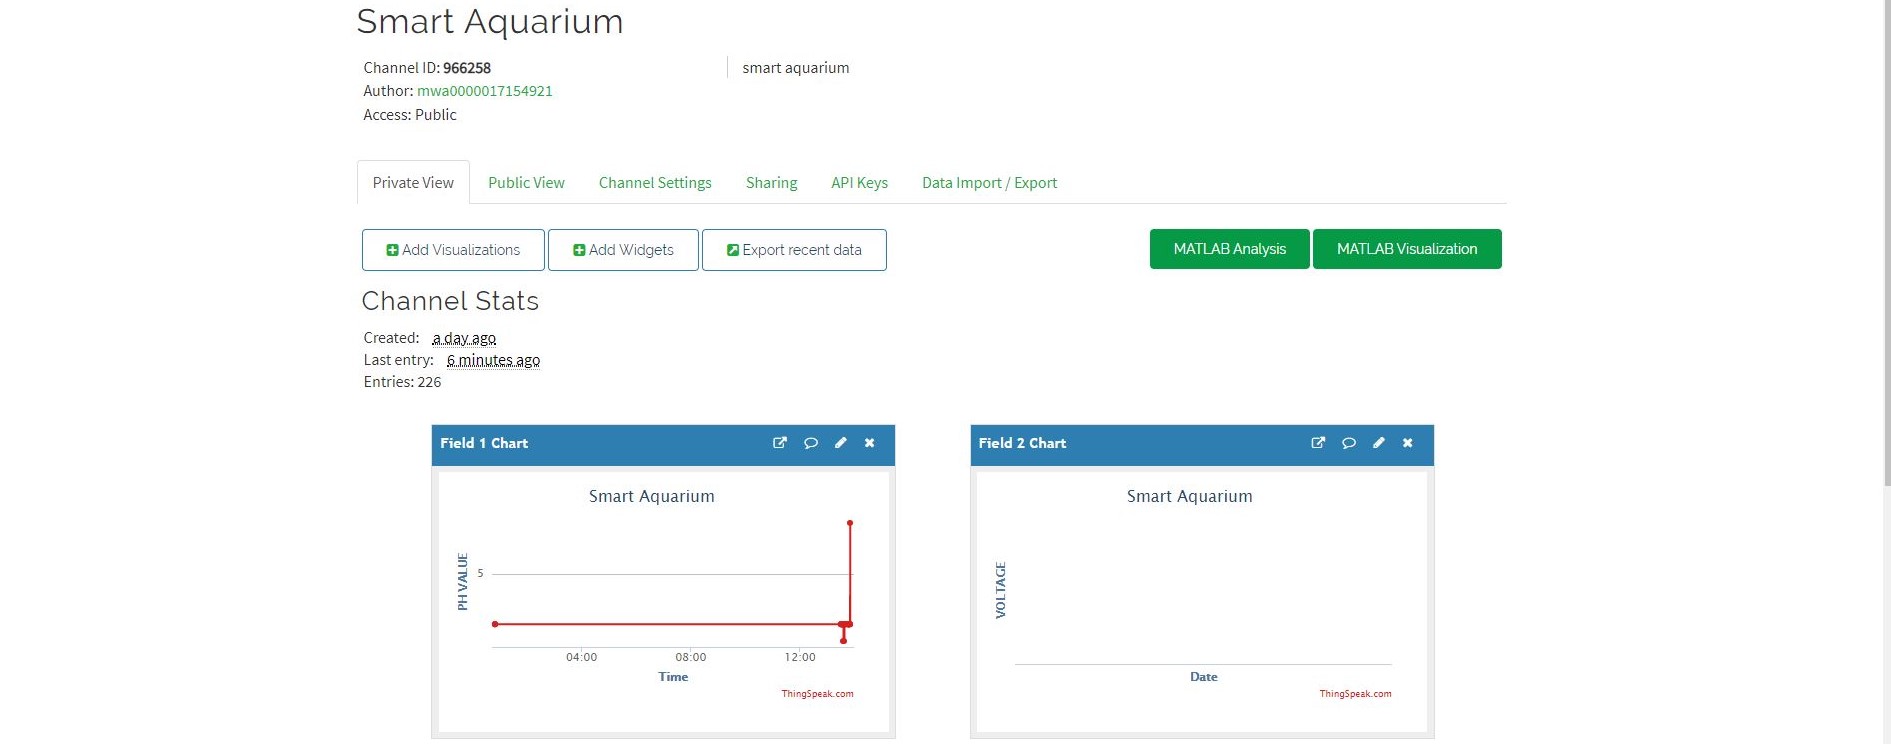 Smart Aquarium
Channel ID: 966258
Author: mwa0000017154921
Access: Public
smart aquarium
Private View
Public View
Channel Settings
Sharing
API Keys
Data Import / Export
Add Visualizations
Add Widgets
Export recent data
MATLAB Analysis
MATLAB Visualization
Channel Stats
Created: a day ago
Last entry: 6 minutes ago
Entries: 226
Field 1 Chart
Smart Aquarium
PH VALUE
5
04:00 08:00 12:00
Time
ThingSpeak.com
Field 2 Chart
Smart Aquarium
VOLTAGE
Date
ThingSpeak.com